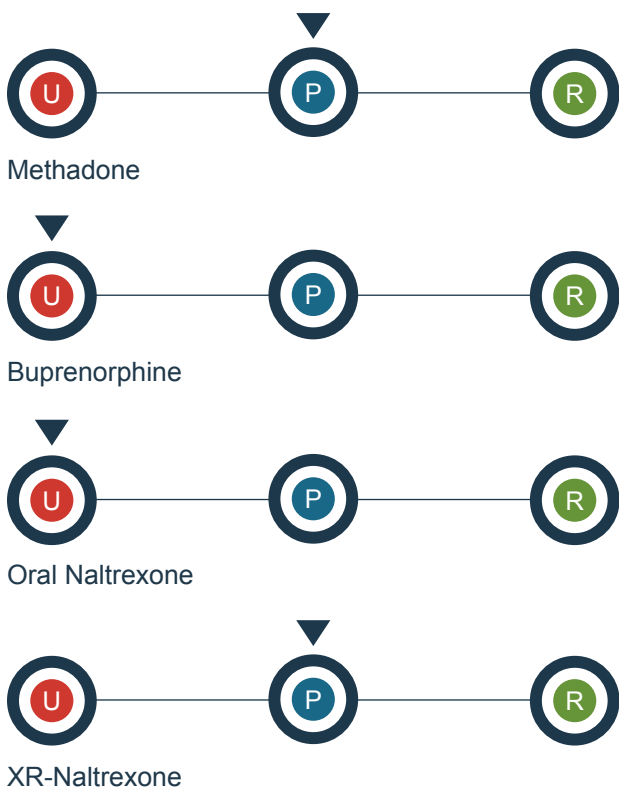 U P R
Methadone
U P R
Buprenorphine
U P R
Oral Naltrexone
U P R
XR-Naltrexone